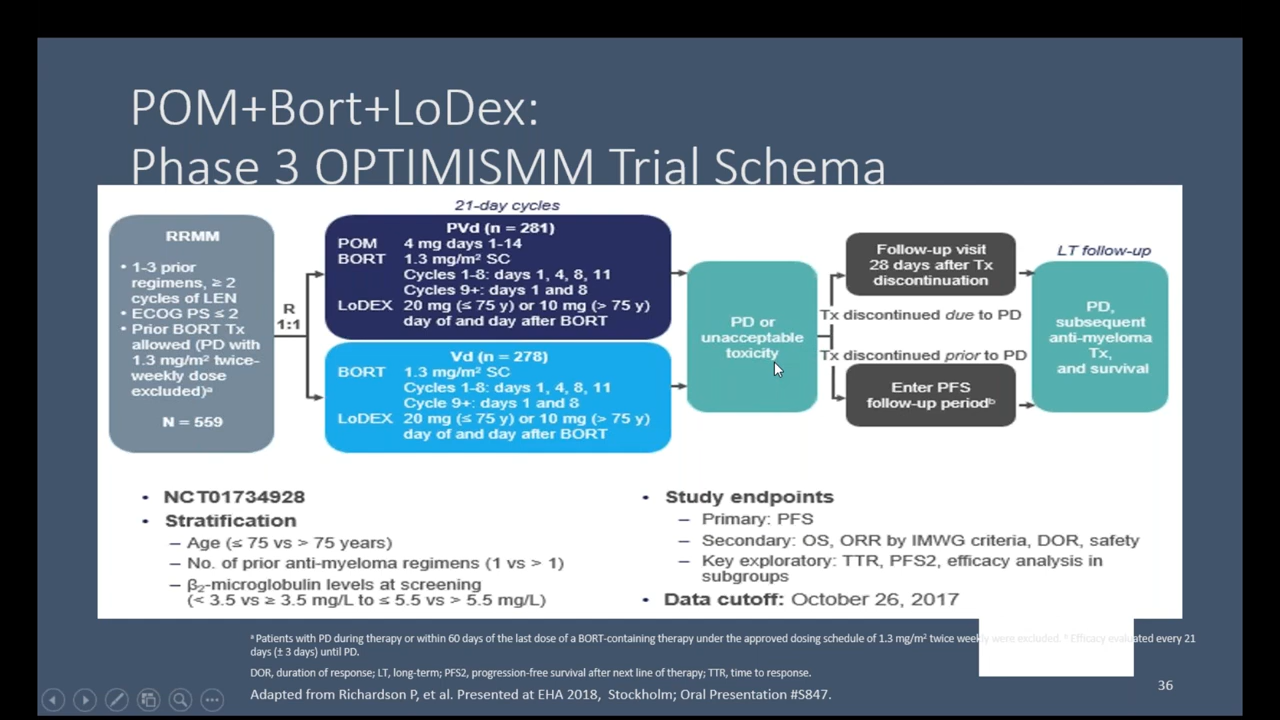 POM+Bort+LoDex:
Phase 3 OPTIMISMM Trial Schema
21-day cycles
RRMM
• 1-3 prior
regimens, ≥ 2
cycles of LEN
• ECOG PS ≤ 2
• Prior BORT Tx
allowed (PD with
1.3 mg/m² twice-
weekly dose
excluded)ᵃ
N = 559
R
1:1
PVd (n = 281)
POM 4 mg days 1-14
BORT 1.3 mg/m² SC
Cycles 1-8: days 1, 4, 8, 11
Cycles 9+: days 1 and 8
LoDEX 20 mg (≤ 75 y) or 10 mg (> 75 y)
day of and day after BORT
Vd (n = 278)
BORT 1.3 mg/m² SC
Cycles 1-8: days 1, 4, 8, 11
Cycle 9+: days 1 and 8
LoDEX 20 mg (≤ 75 y) or 10 mg (> 75 y)
day of and day after BORT
PD or
unacceptable
toxicity
Follow-up visit
28 days after Tx
discontinuation
Tx discontinued due to PD
Tx discontinued prior to PD
Enter PFS
follow-up periodᵇ
LT follow-up
PD,
subsequent
anti-myeloma
Tx,
and survival
• NCT01734928
• Stratification
– Age (≤ 75 vs > 75 years)
– No. of prior anti-myeloma regimens (1 vs > 1)
– β₂-microglobulin levels at screening
(< 3.5 vs ≥ 3.5 mg/L to ≤ 5.5 vs > 5.5 mg/L)
• Study endpoints
– Primary: PFS
– Secondary: OS, ORR by IMWG criteria, DOR, safety
– Key exploratory: TTR, PFS2, efficacy analysis in
subgroups
• Data cutoff: October 26, 2017
ᵃ Patients with PD during therapy or within 60 days of the last dose of a BORT-containing therapy under the approved dosing schedule of 1.3 mg/m² twice weekly were excluded. ᵇ Efficacy evaluated every 21
days (± 3 days) until PD.
DOR, duration of response; LT, long-term; PFS2, progression-free survival after next line of therapy; TTR, time to response.
Adapted from Richardson P, et al. Presented at EHA 2018, Stockholm; Oral Presentation #S847.
36